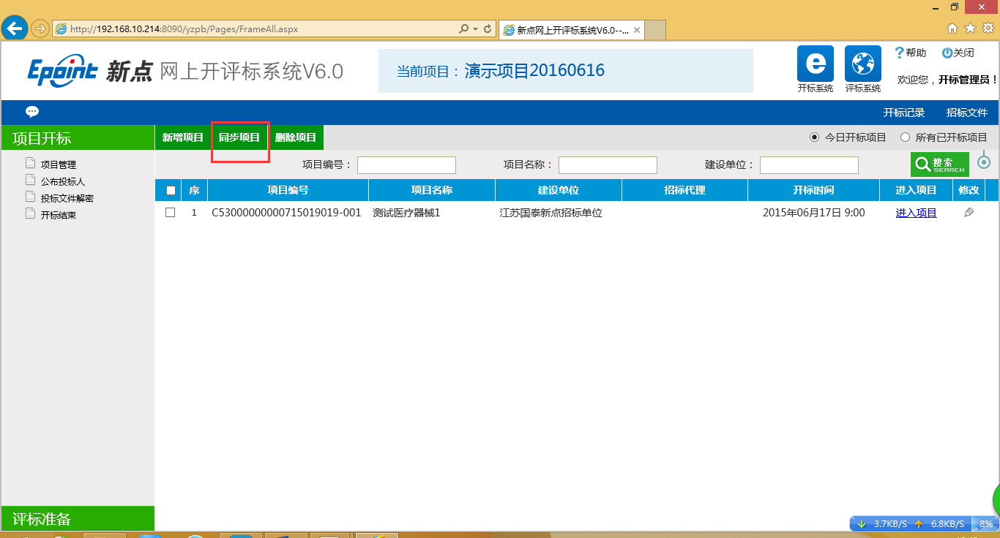 http://192.168.10.214:8090/yzpb/Pages/FrameAll.aspx
新点网上开评标系统V6.0--...
Epoint 新点 网上开评标系统V6.0
当前项目：演示项目20160616
开标系统
评标系统
帮助
关闭
欢迎您，开标管理员！
开标记录 招标文件
项目开标
新增项目 同步项目 删除项目
今日开标项目 所有已开标项目
项目管理
公布投标人
投标文件解密
开标结束
项目编号： 项目名称： 建设单位： 搜索 SEARCH
序 项目编号 项目名称 建设单位 招标代理 开标时间 进入项目 修改
1 C53000000000715019019-001 测试医疗器械1 江苏国泰新点招标单位 2015年06月17日 9:00 进入项目
评标准备
3.7KB/S 6.8KB/S 8%